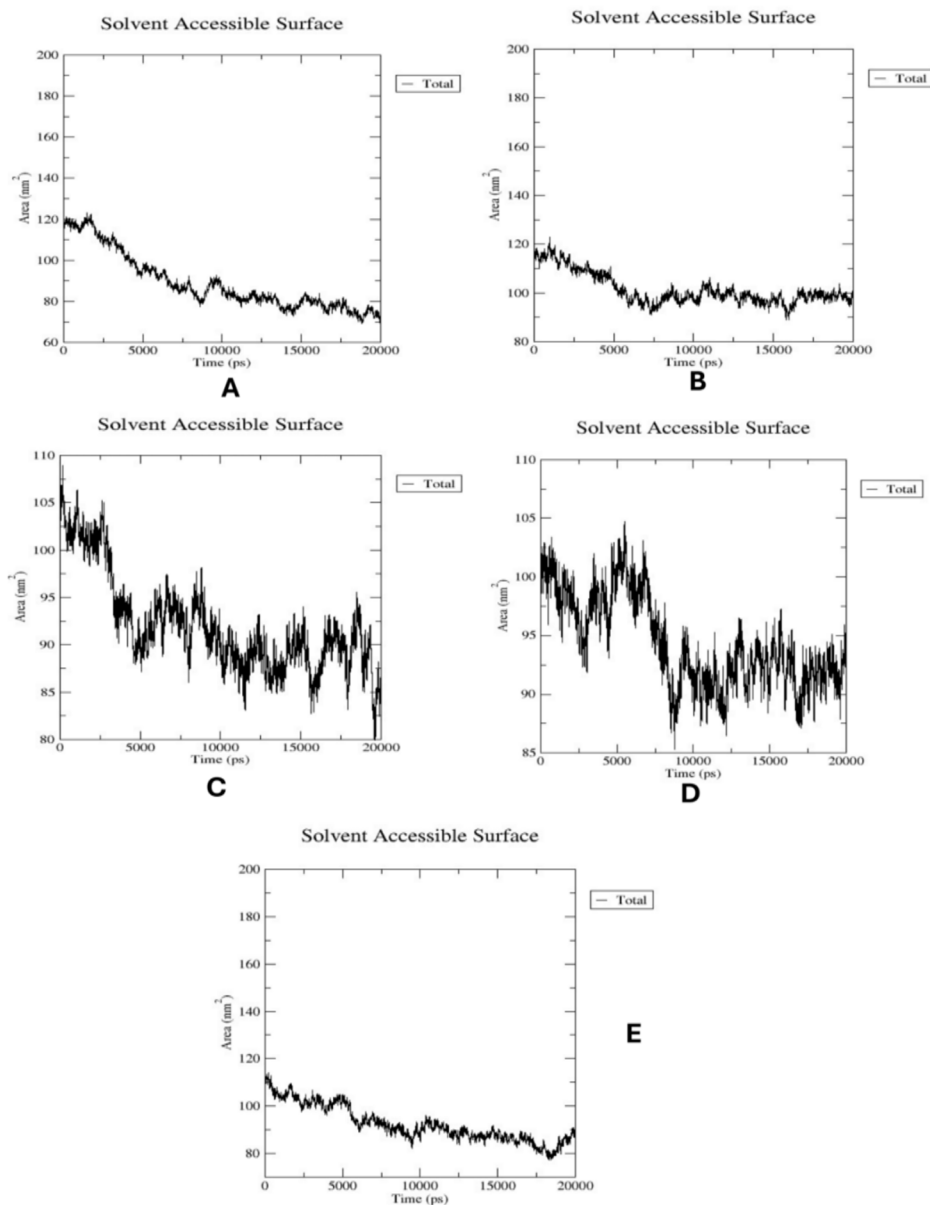 Solvent Accessible Surface
200
180
160
140
120
100
80
60
Area (nm²)
0 5000 10000 15000 20000
Time (ps)
Total
A
Solvent Accessible Surface
200
180
160
140
120
100
80
Area (nm²)
0 5000 10000 15000 20000
Time (ps)
Total
B
Solvent Accessible Surface
110
105
100
95
90
85
80
Area (nm²)
0 5000 10000 15000 20000
Time (ps)
Total
C
Solvent Accessible Surface
110
105
100
95
90
85
Area (nm²)
0 5000 10000 15000 20000
Time (ps)
Total
D
Solvent Accessible Surface
200
180
160
140
120
100
80
Area (nm²)
0 5000 10000 15000 20000
Time (ps)
Total
E